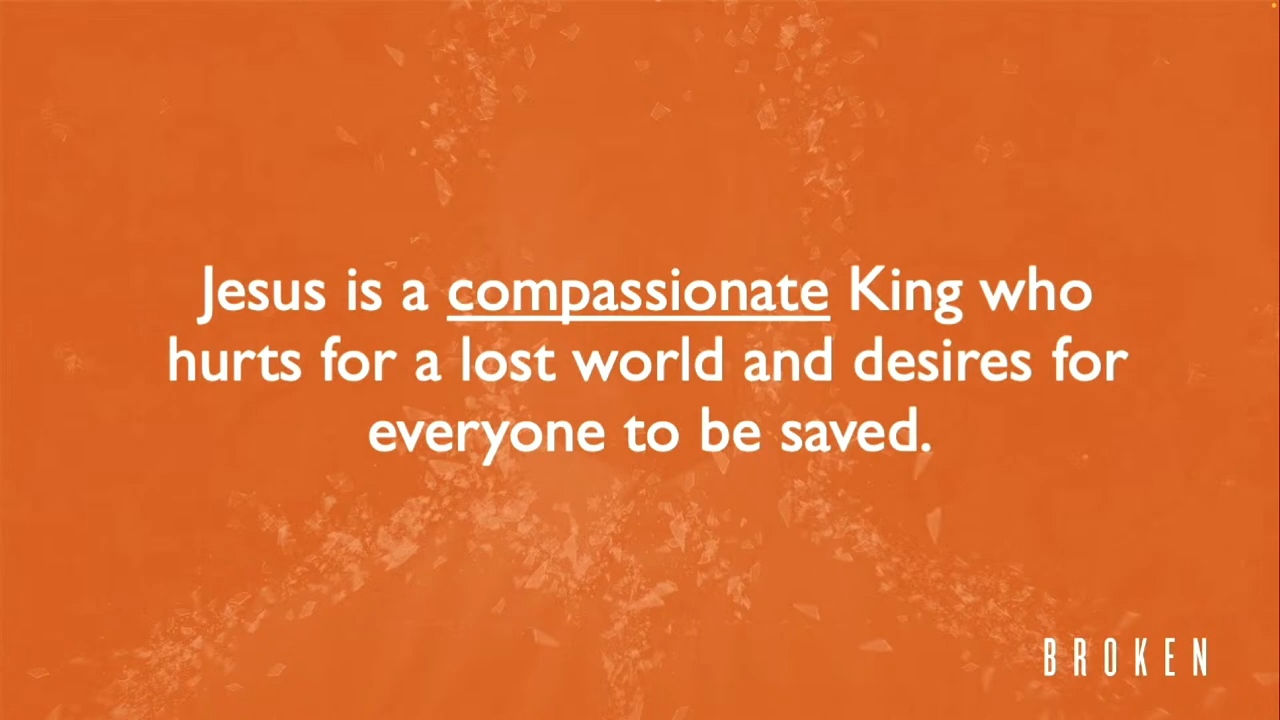 Jesus is a compassionate King who
hurts for a lost world and desires for
everyone to be saved.
BROKEN